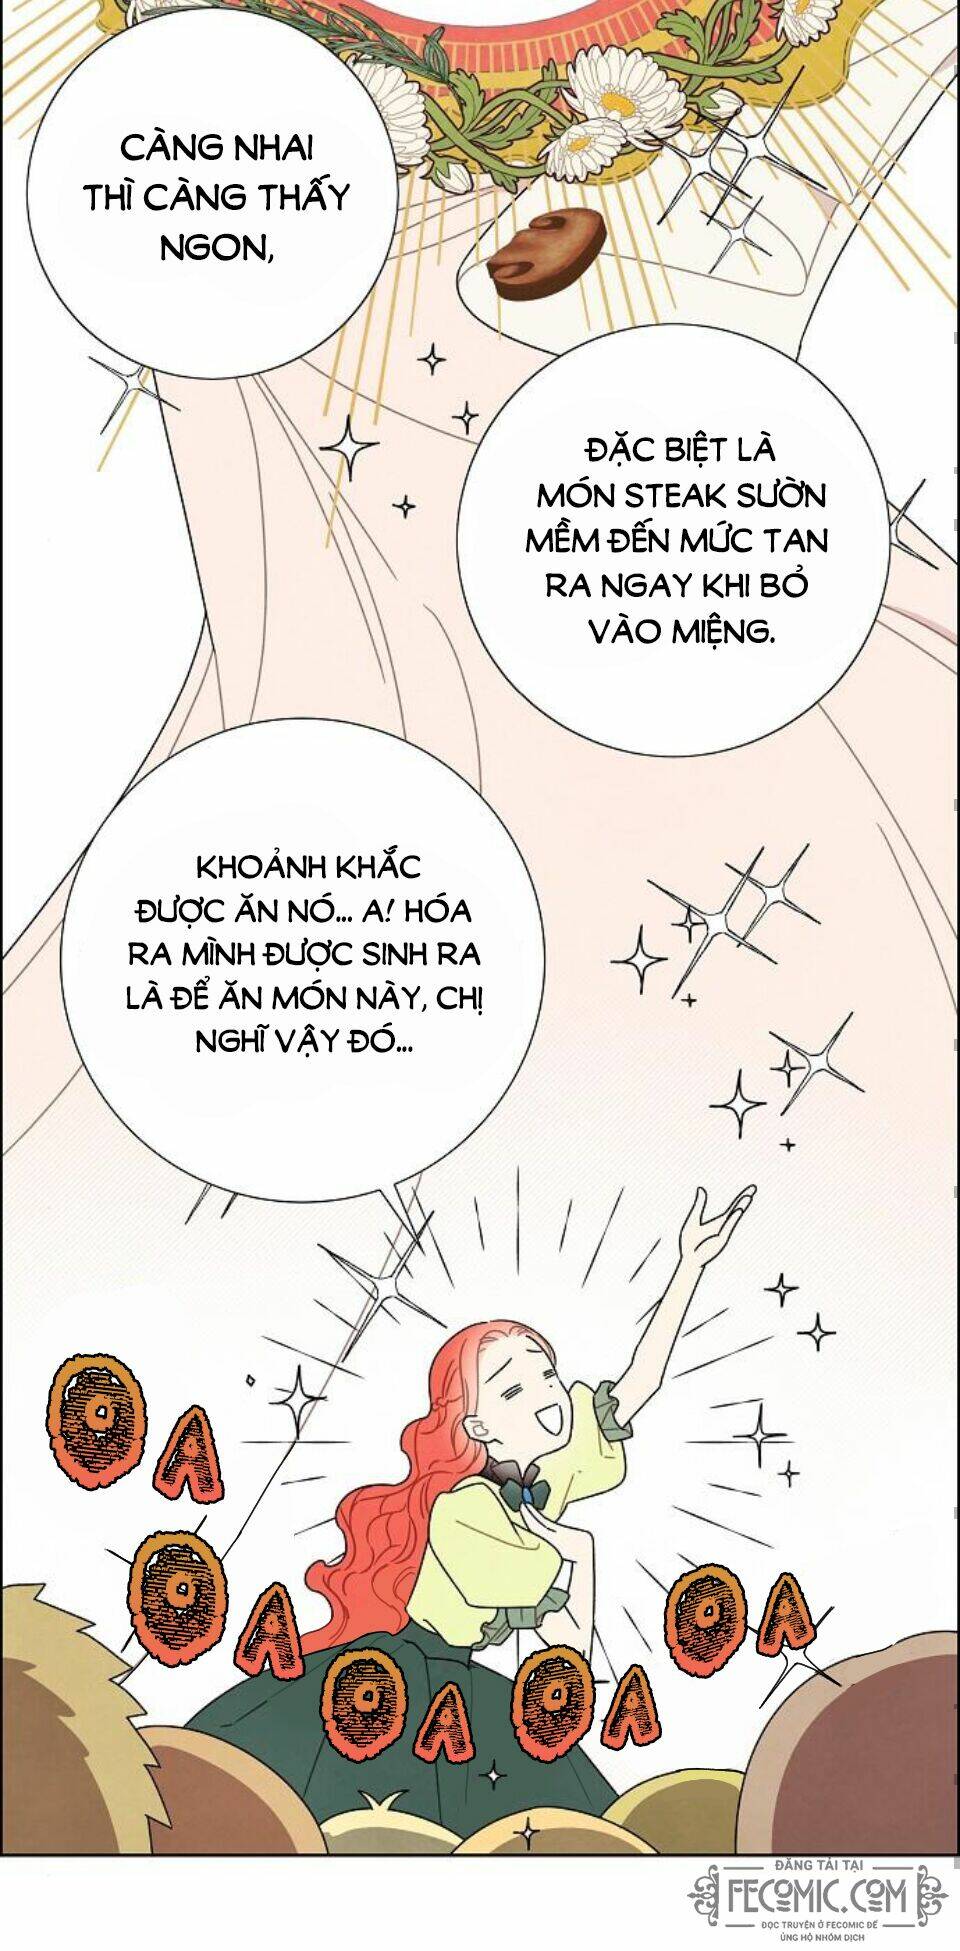 CÀNG NHAI
THÌ CÀNG THẤY
NGON,
ĐẶC BIỆT LÀ
MÓN STEAK SƯỜN
MỀM ĐẾN MỨC TAN
RA NGAY KHI BỎ
VÀO MIỆNG.
KHOẢNH KHẮC
ĐƯỢC ĂN NÓ... A! HÓA
RA MÌNH ĐƯỢC SINH RA
LÀ ĐỂ ĂN MÓN NÀY, CHỊ
NGHĨ VẬY ĐÓ...
OA
OA
OA
OA
OA
ĐĂNG TẢI TẠI
FECOMIC.COM
ĐỌC TRUYỆN Ở FECOMIC ĐỂ
ỦNG HỘ NHÓM DỊCH